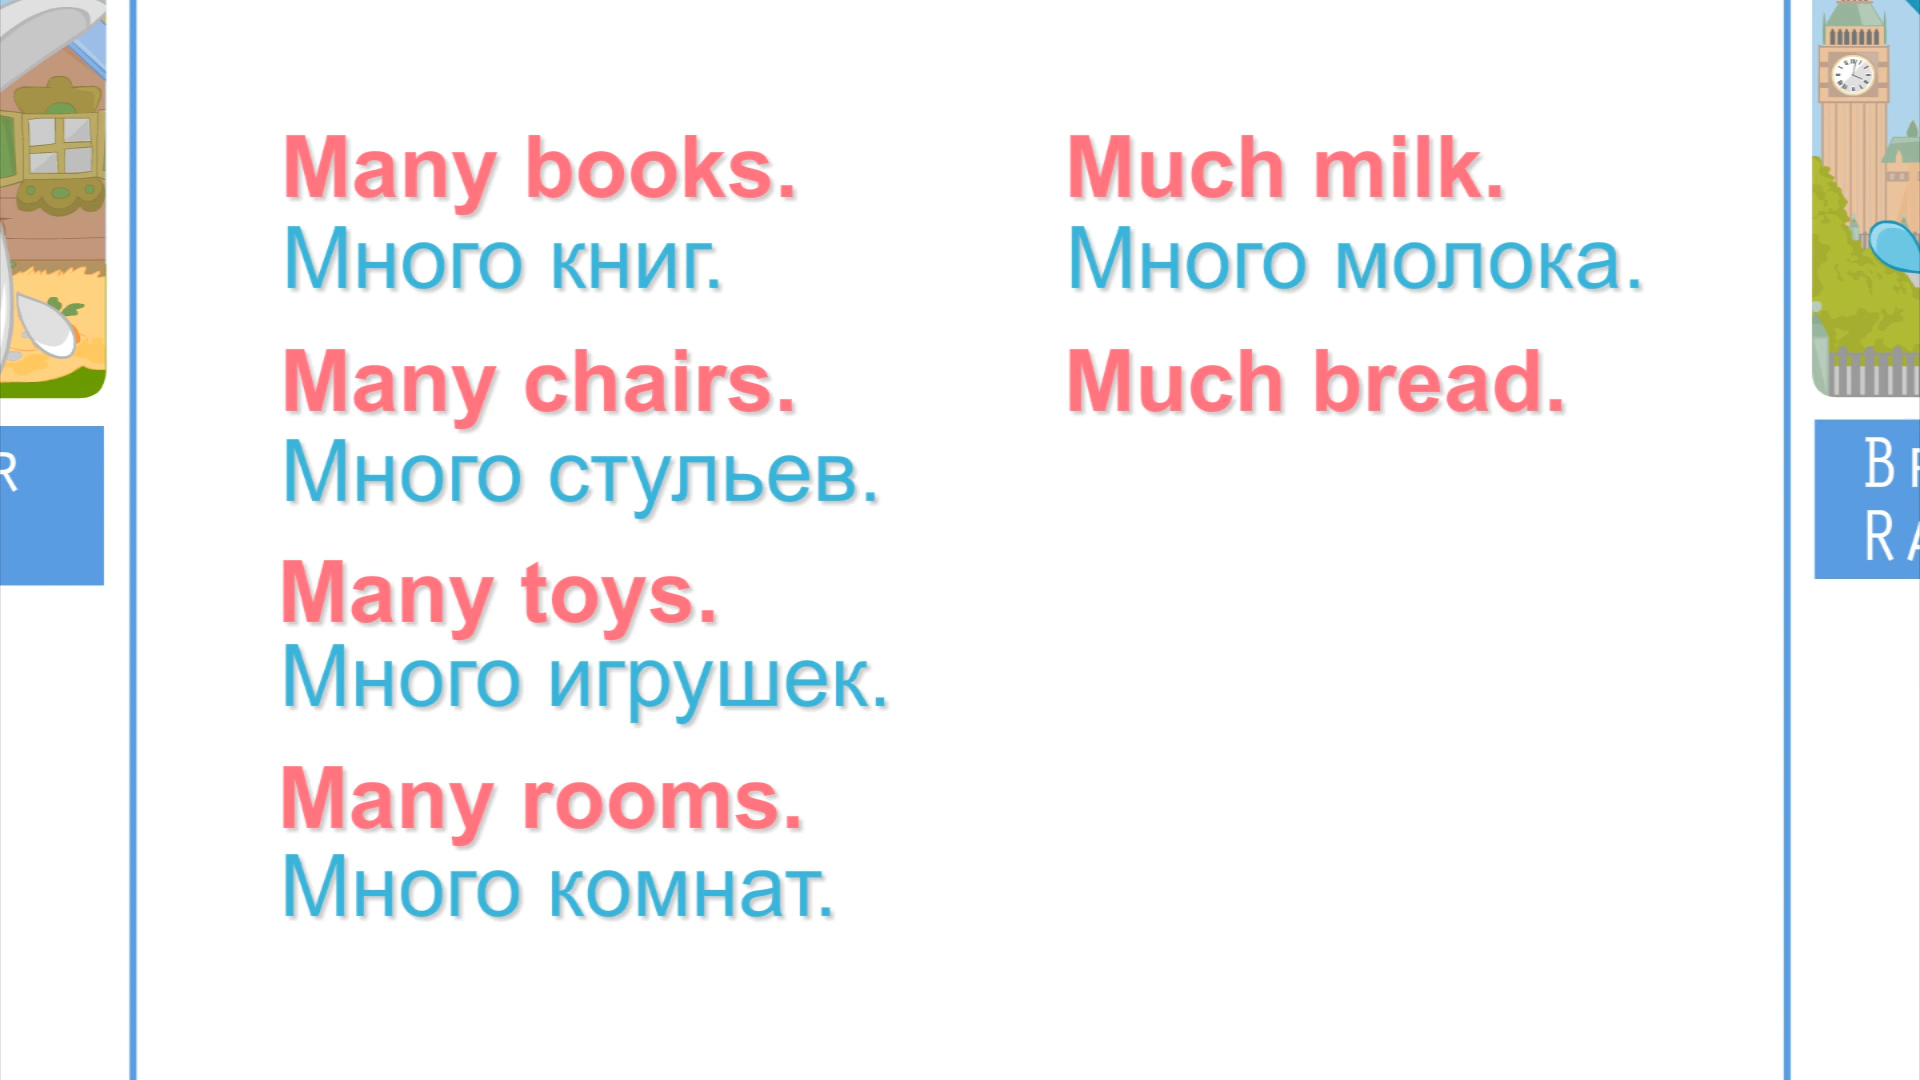 Many books.
Много книг.
Many chairs.
Много стульев.
Many toys.
Много игрушек.
Many rooms.
Много комнат.
Much milk.
Много молока.
Much bread.